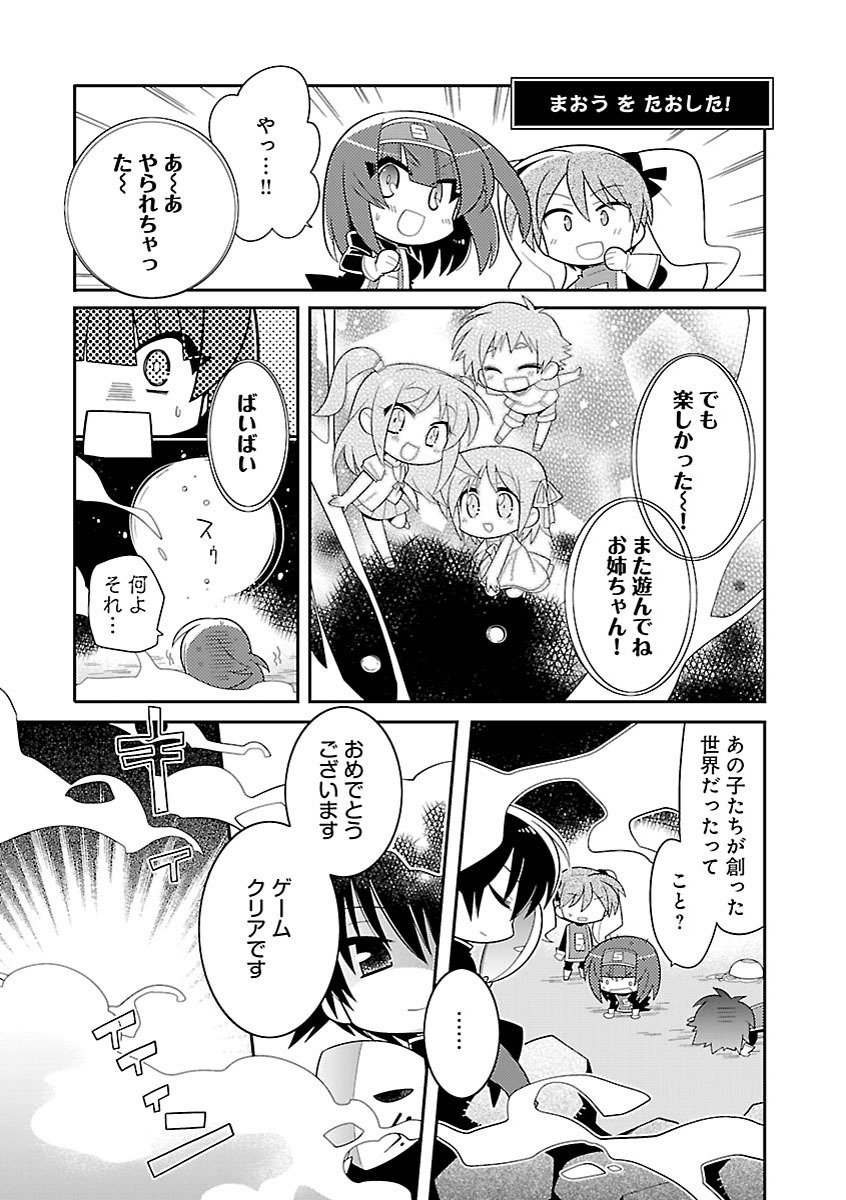 まおう を たおした!
やっ…!!
あ〜あ
やられちゃっ
た〜
でも
楽しかった〜!
また遊んでね
お姉ちゃん!
ばいばい
スゥ
何よ
それ…
あの子たちが創った
世界だったって
こと?
……
おめでとう
ございます
ゲーム
クリアです
キィィィン